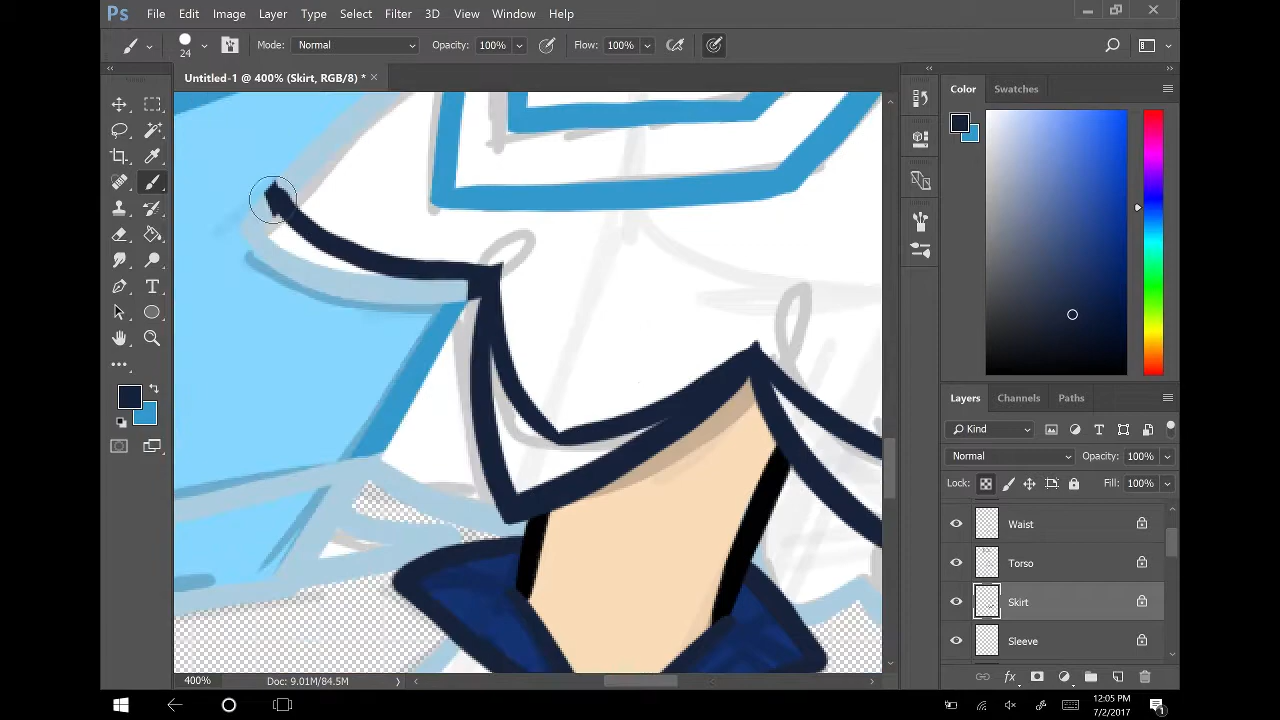 Ps File Edit Image Layer Type Select Filter 3D View Window Help
24 Mode: Normal Opacity: 100% Flow: 100%
Untitled-1 @ 400% (Skirt, RGB/8) *
Color Swatches
Layers Channels Paths
Kind
Normal Opacity: 100%
Lock: Fill: 100%
Waist
Torso
Skirt
Sleeve
fx
400% Doc: 9.01M/84.5M
12:05 PM
7/2/2017
1